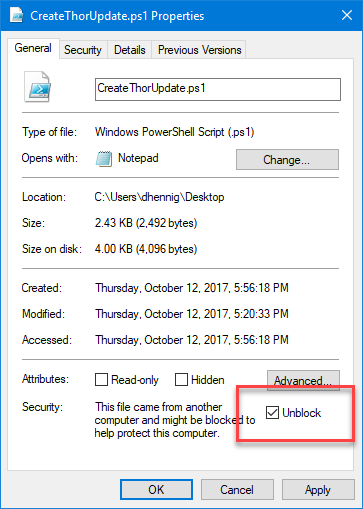 CreateThorUpdate.ps1 Properties
General Security Details Previous Versions
CreateThorUpdate.ps1
Type of file: Windows PowerShell Script (.ps1)
Opens with: Notepad Change...
Location: C:\Users\dhennig\Desktop
Size: 2.43 KB (2,492 bytes)
Size on disk: 4.00 KB (4,096 bytes)
Created: Thursday, October 12, 2017, 5:56:18 PM
Modified: Thursday, October 12, 2017, 5:20:33 PM
Accessed: Thursday, October 12, 2017, 5:56:18 PM
Attributes: Read-only Hidden Advanced...
Security: This file came from another
computer and might be blocked to
help protect this computer.
Unblock
OK Cancel Apply